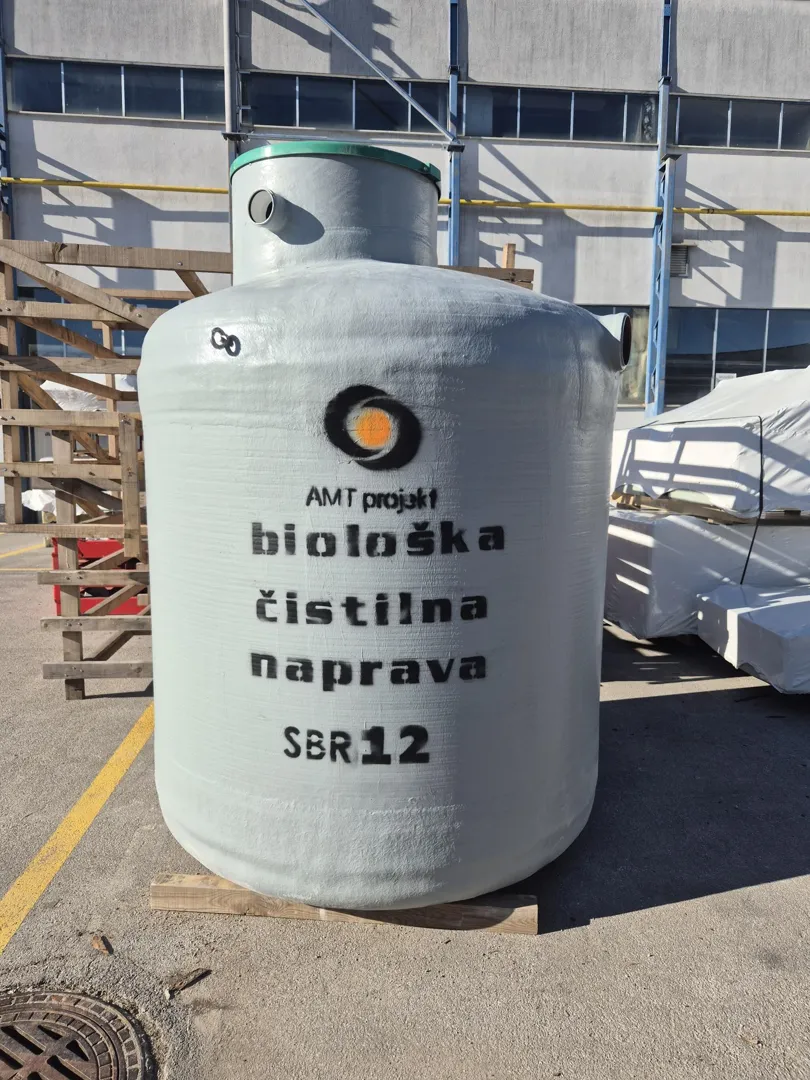 AMT projekt
biološka
čistilna
naprava
SBR 12